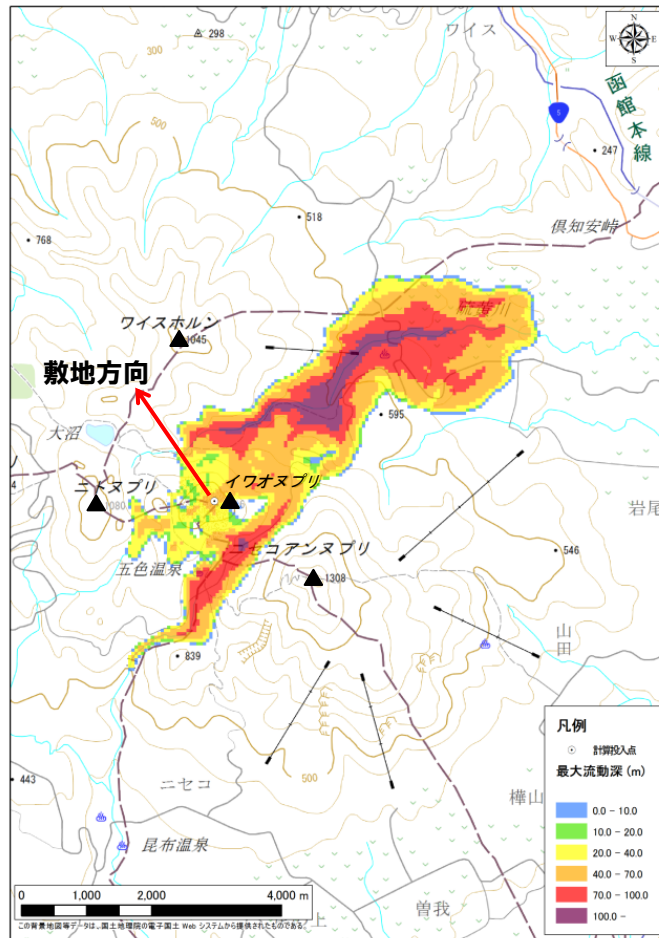 ワイス
298
N
W
E
S
300
函館本線
5
500
247
518
倶知安峠
768
ワイスホルン
1045
敷地方向
大沼
595
イワオヌプリ
ニトヌプリ
1080
岩尾
ニセコアンヌプリ
五色温泉
1308
546
山田
839
凡例
計算投入点
最大流動深(m)
500
443
ニセコ
樺山
0.0 - 10.0
10.0 - 20.0
20.0 - 40.0
40.0 - 70.0
70.0 - 100.0
100.0 -
昆布温泉
0 1,000 2,000 4,000 m
曽我
上
この背景地図等データは、国土地理院の電子国土 Web システムから提供されたものである。